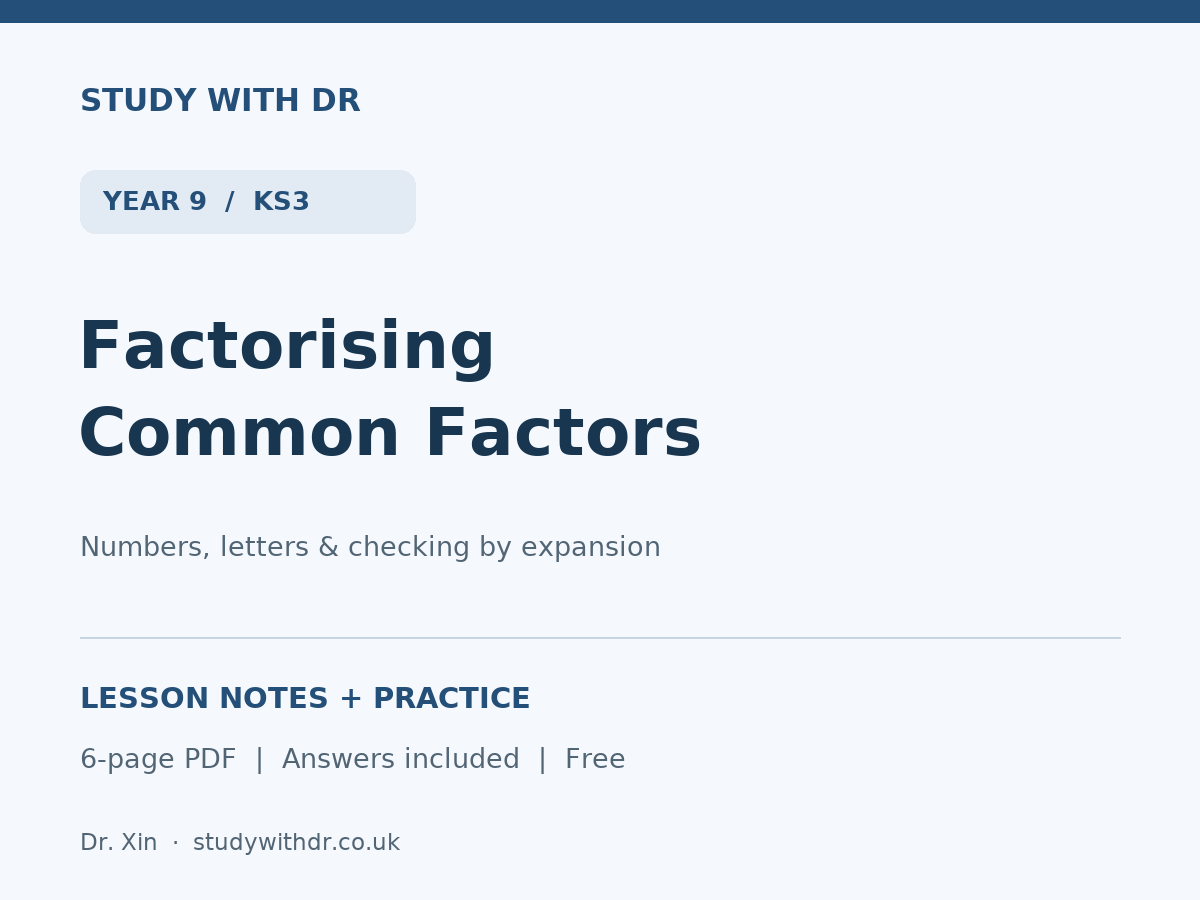 STUDY WITH DR
YEAR 9 / KS3
Factorising
Common Factors
Numbers, letters & checking by expansion
LESSON NOTES + PRACTICE
6-page PDF | Answers included | Free
Dr. Xin · studywithdr.co.uk